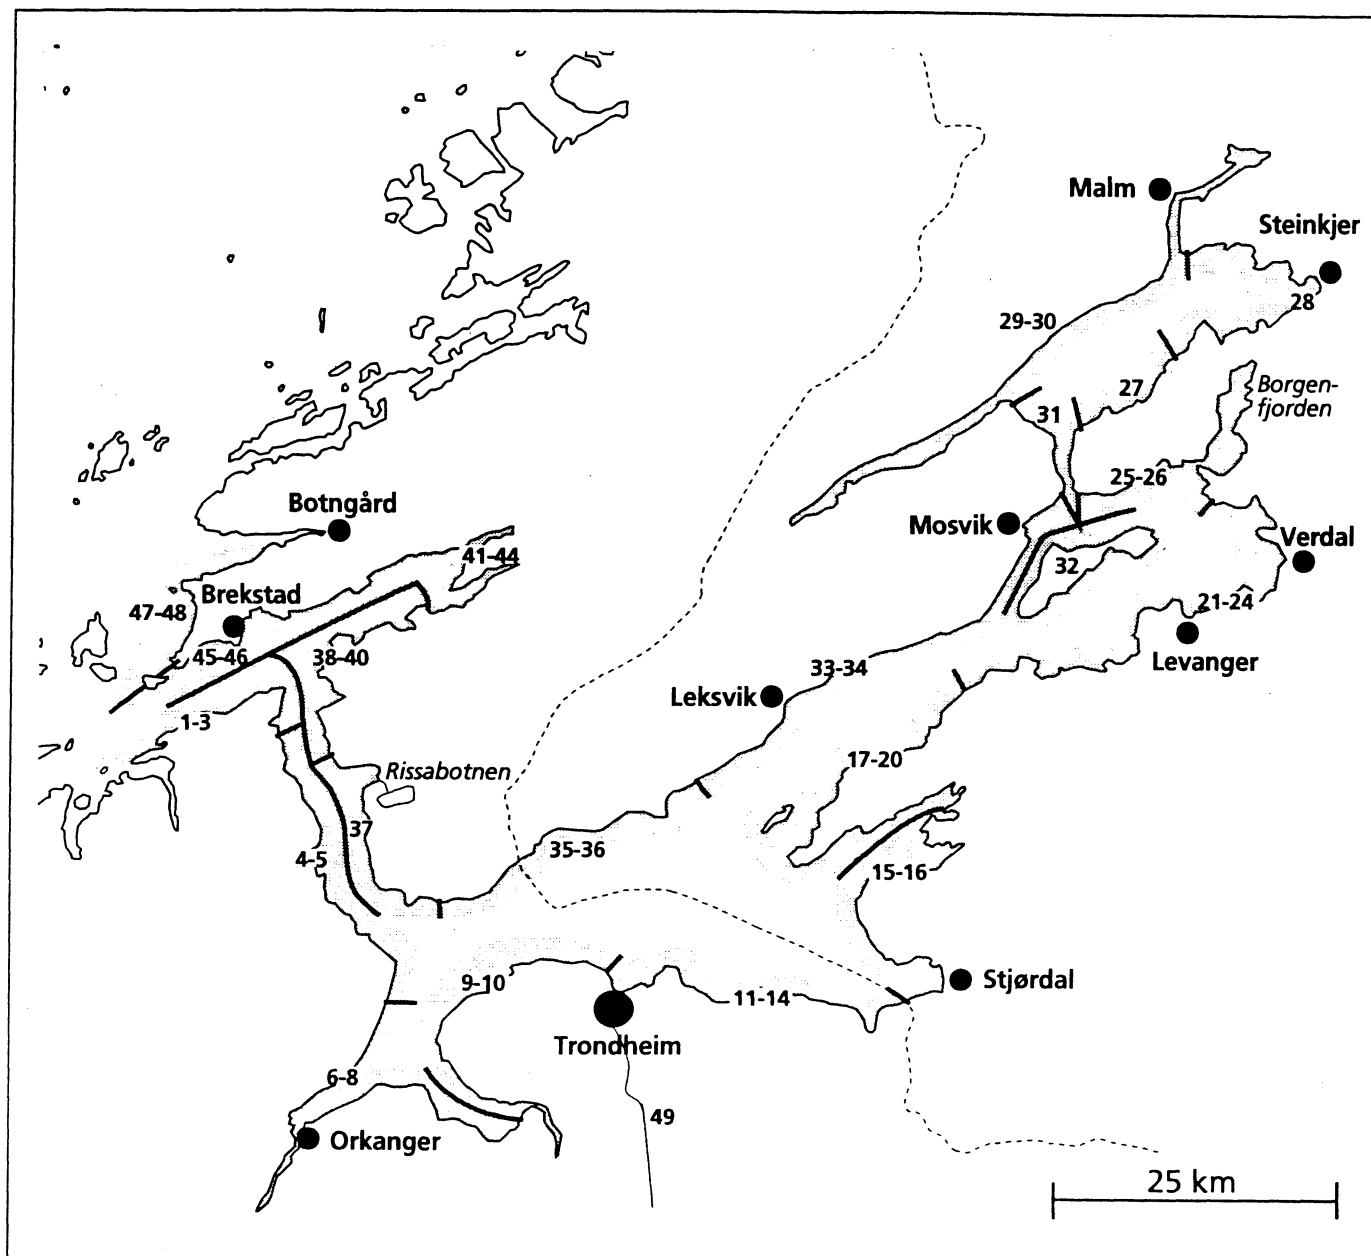 Malm
Steinkjer
28
29-30
27
Borgen-
fjorden
31
25-26
Botngård
Mosvik
Verdal
41-44
32
Brekstad
47-48
21-24
45-46
38-40
Levanger
33-34
Leksvik
1-3
17-20
Rissabotnen
37
35-36
4-5
15-16
9-10
Stjørdal
11-14
Trondheim
6-8
49
Orkanger
25 km